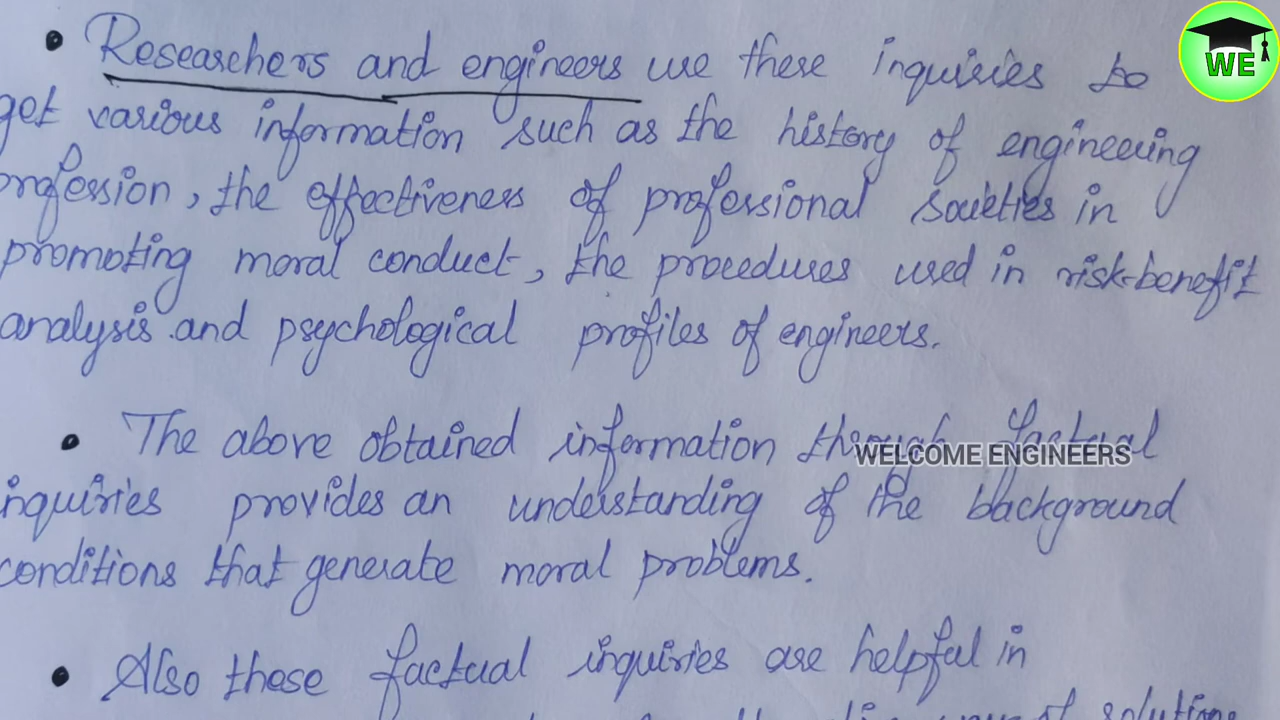 • Researchers and engineers use these inquiries to
get various information such as the history of engineering
profession, the effectiveness of professional societies in
promoting moral conduct, the procedures used in risk-benefit
analysis and psychological profiles of engineers.
• The above obtained information through factual
inquiries provides an understanding of the background
conditions that generate moral problems.
• Also these factual inquiries are helpful in
of solutions
WE
WELCOME ENGINEERS